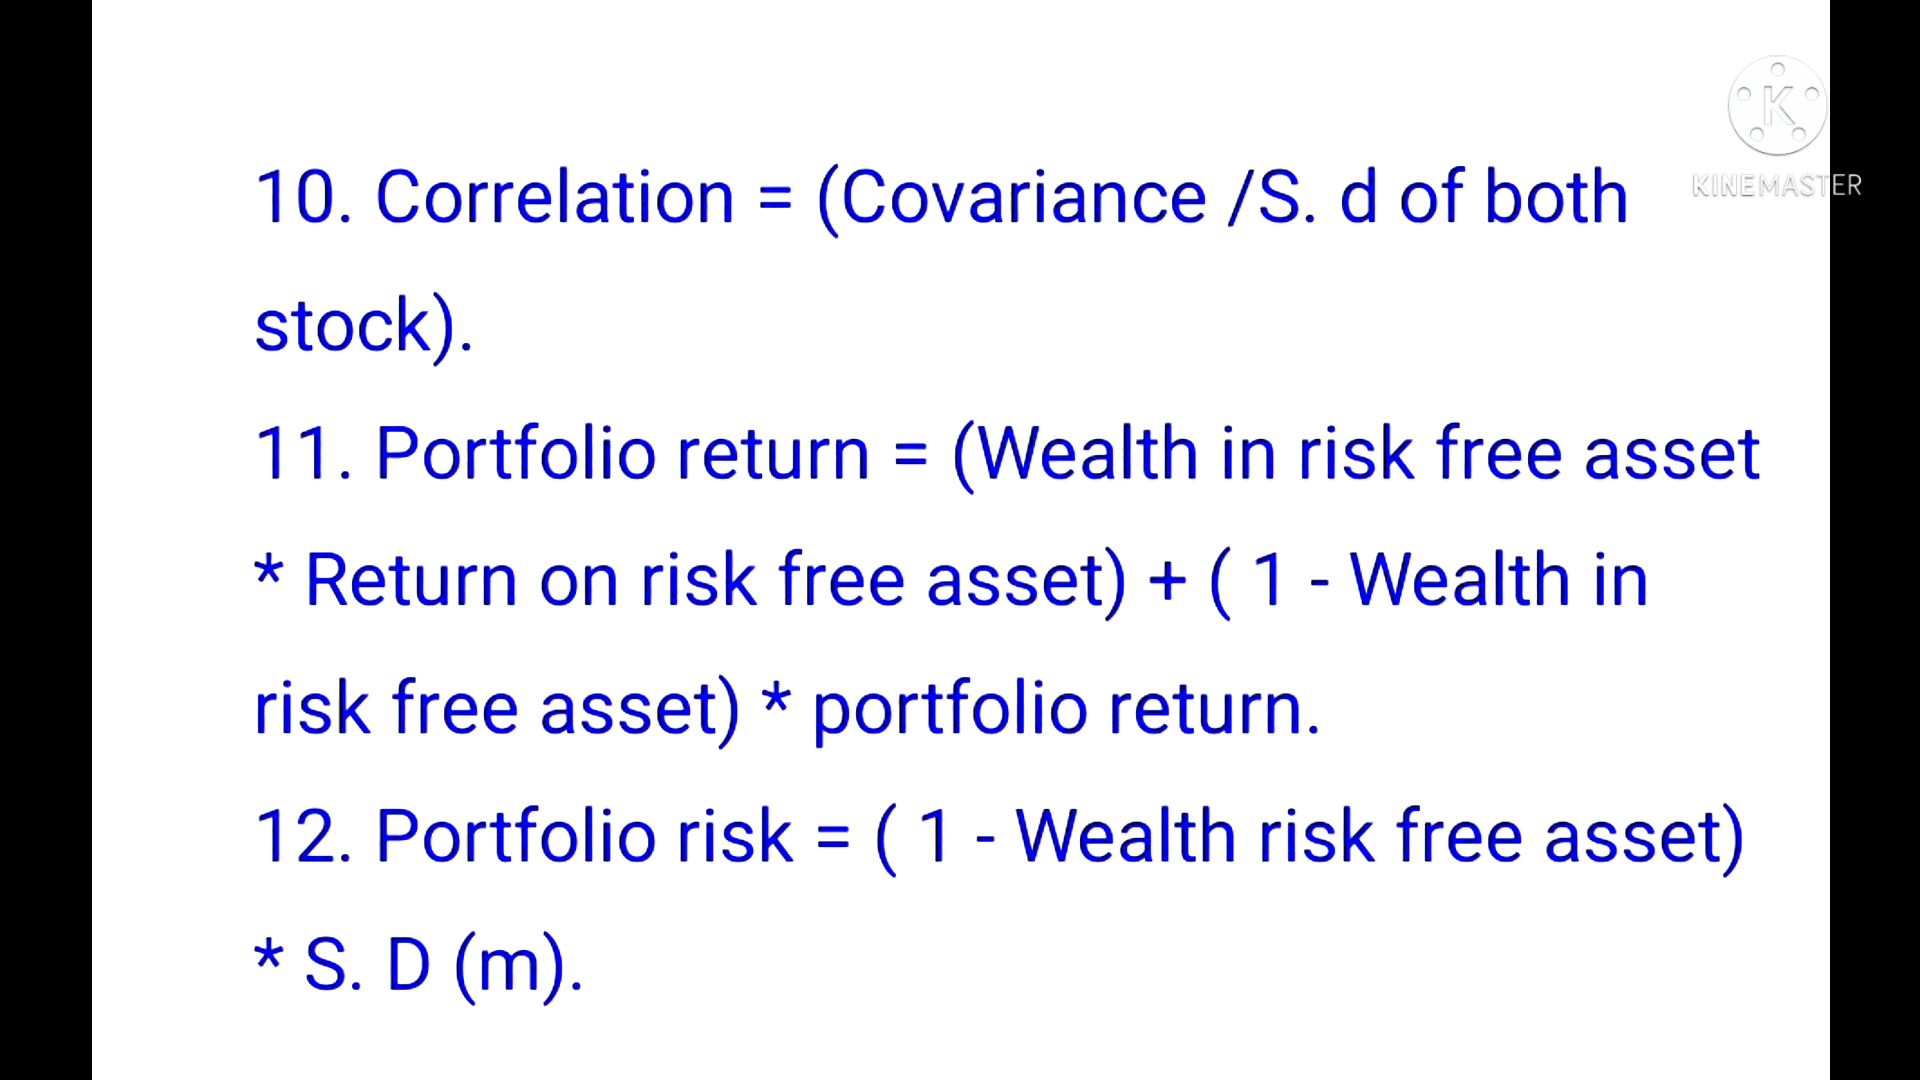 K
KINEMASTER
10. Correlation = (Covariance /S. d of both
stock).
11. Portfolio return = (Wealth in risk free asset
* Return on risk free asset) + ( 1 - Wealth in
risk free asset) * portfolio return.
12. Portfolio risk = ( 1 - Wealth risk free asset)
* S. D (m).